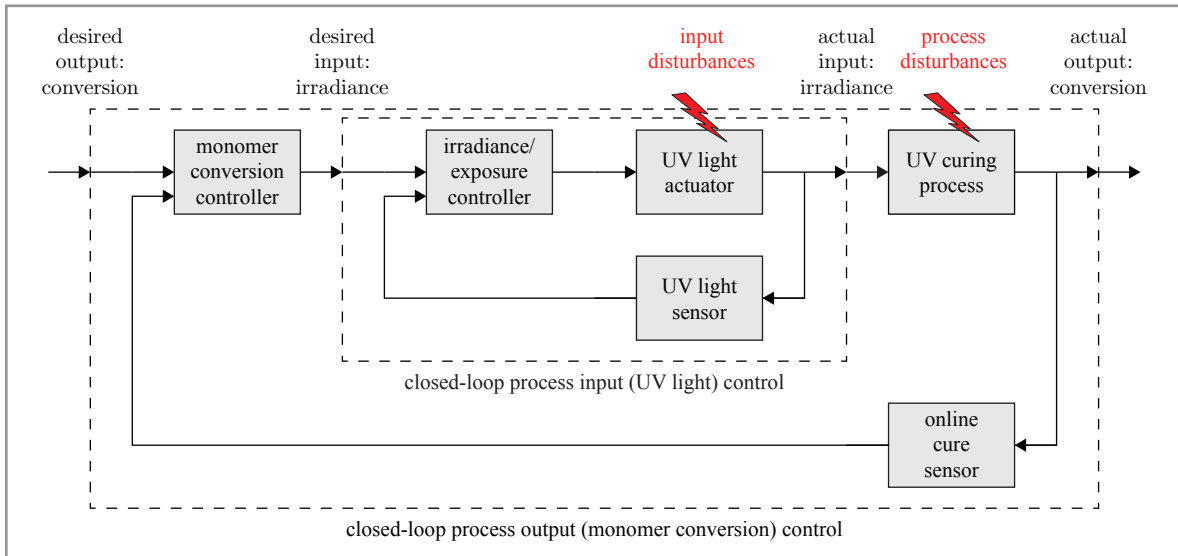 desired
output:
conversion
desired
input:
irradiance
input
disturbances
actual
input:
irradiance
process
disturbances
actual
output:
conversion
monomer
conversion
controller
irradiance/
exposure
controller
UV light
actuator
UV curing
process
UV light
sensor
closed-loop process input (UV light) control
online
cure
sensor
closed-loop process output (monomer conversion) control